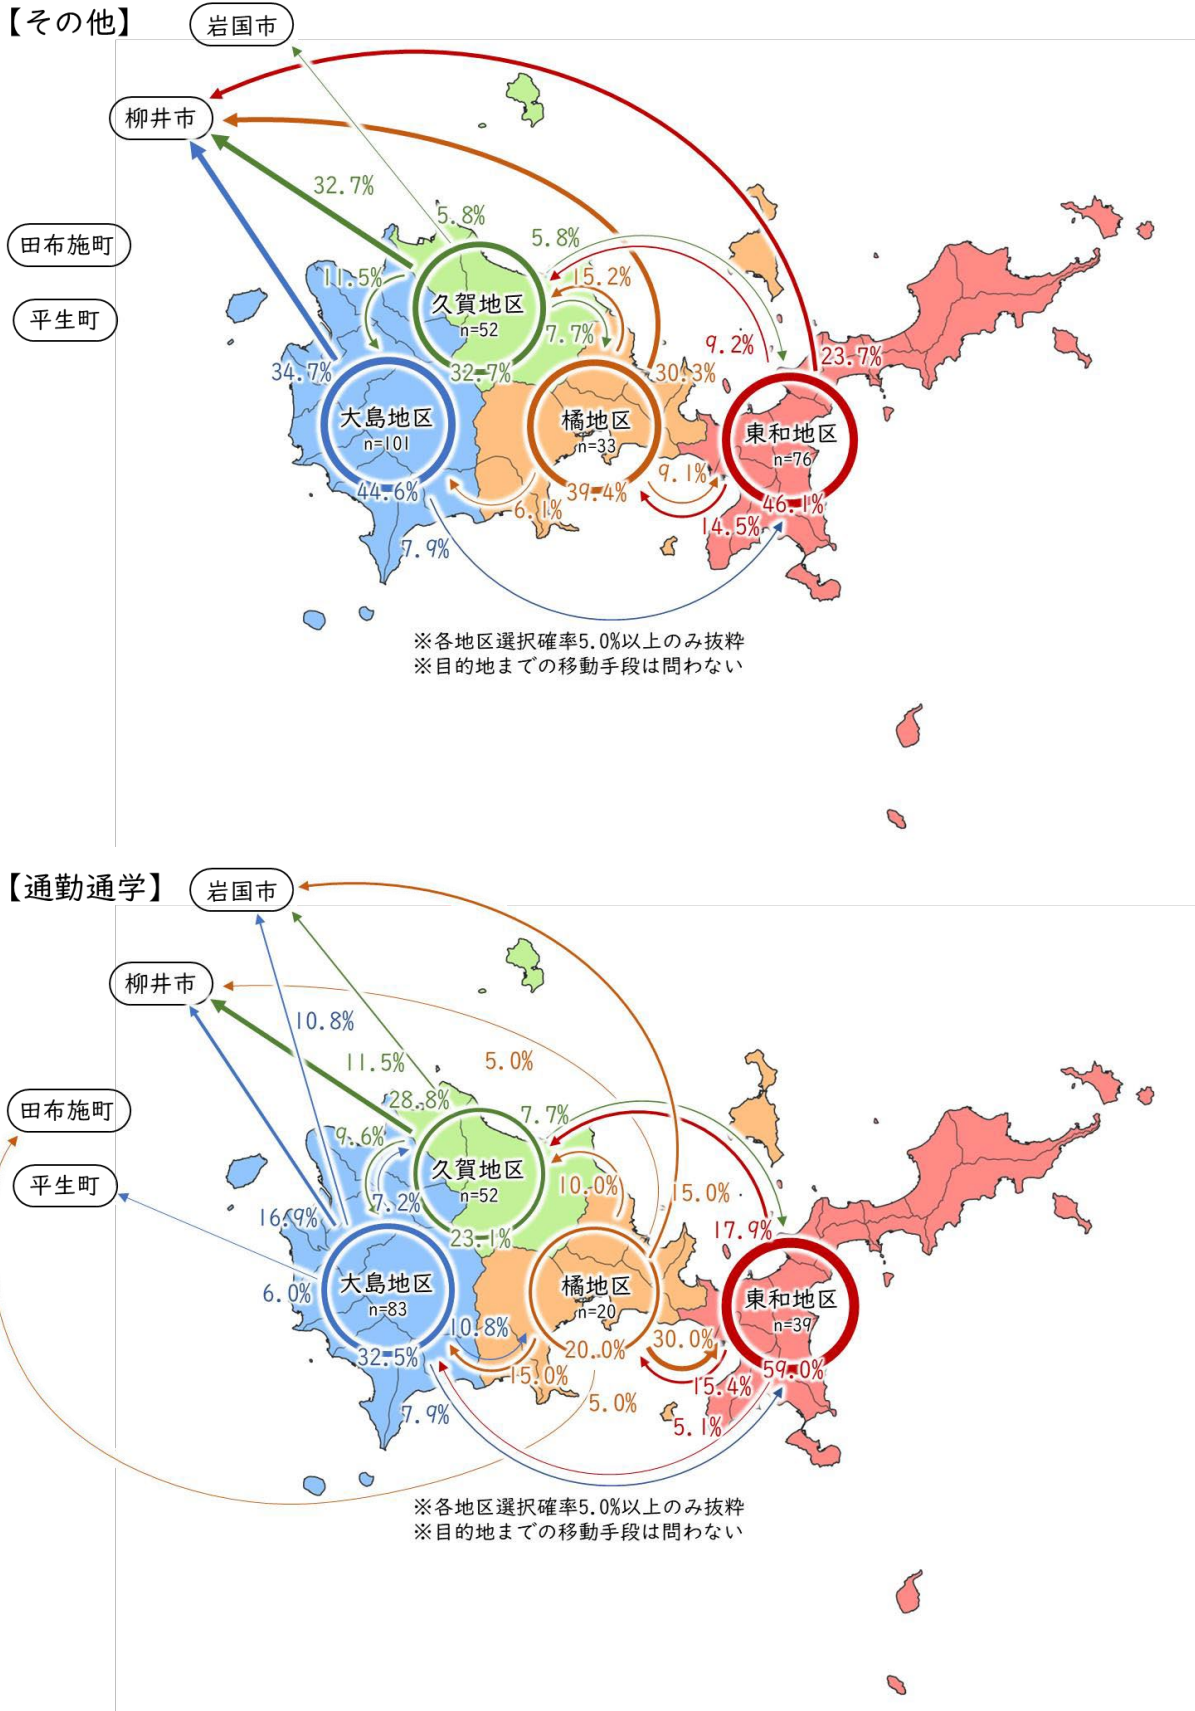 【その他】
岩国市
柳井市
32.7%
5.8%
田布施町
5.8%
11.5%
15.2%
久賀地区
n=52
平生町
7.7%
9.2%
23.7%
34.7%
32.7%
30.3%
大島地区
n=101
橘地区
n=33
東和地区
n=76
44.6%
39.4%
9.1%
46.1%
6.1%
14.5%
7.9%
※各地区選択確率5.0%以上のみ抜粋
※目的地までの移動手段は問わない
【通勤通学】
岩国市
柳井市
10.8%
11.5%
5.0%
28.8%
田布施町
7.7%
9.6%
久賀地区
n=52
平生町
7.2%
10.0%
15.0%
16.9%
23.1%
17.9%
6.0%
大島地区
n=83
橘地区
n=20
東和地区
n=39
10.8%
32.5%
20.0%
30.0%
59.0%
15.0%
15.4%
5.0%
7.9%
5.1%
※各地区選択確率5.0%以上のみ抜粋
※目的地までの移動手段は問わない